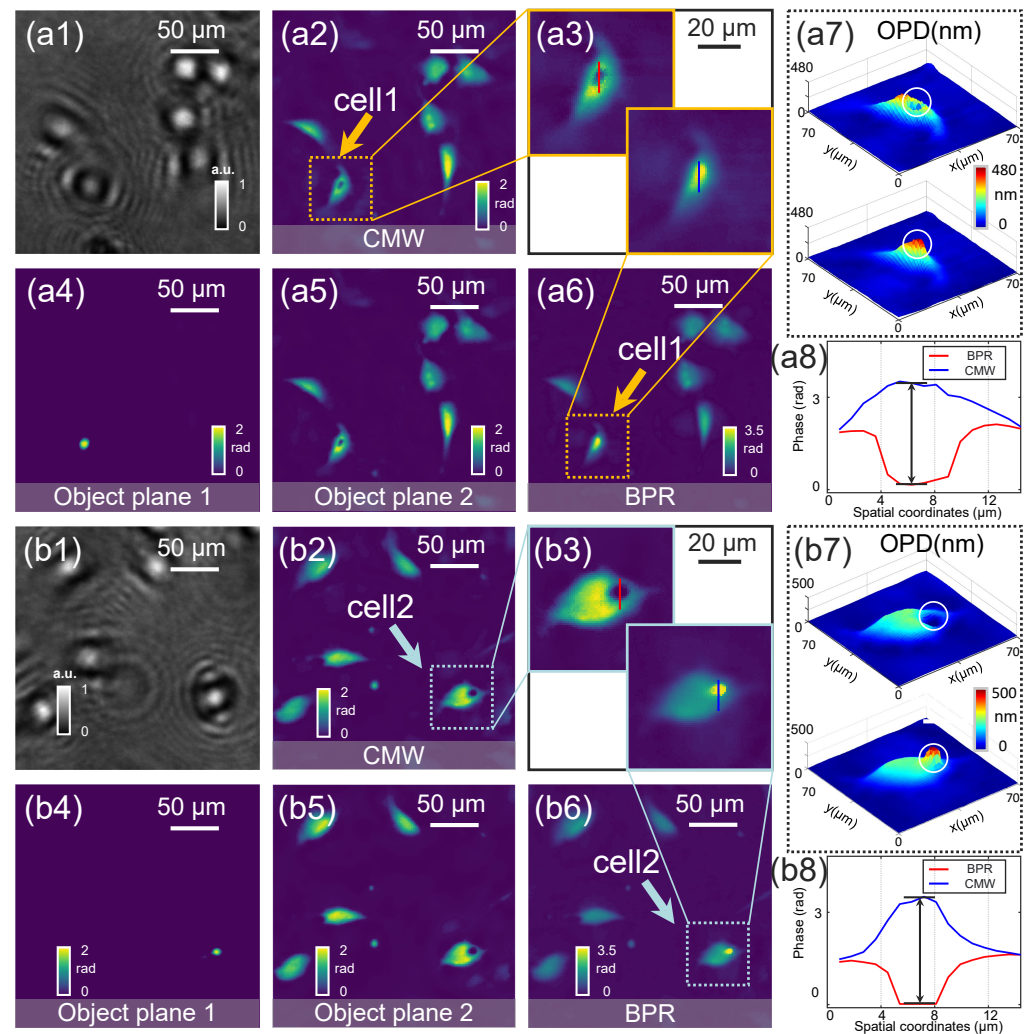 (a1)
50 μm
a.u.
1
0
(a2)
50 μm
cell1
2
rad
0
CMW
(a3)
20 μm
(a7)
OPD(nm)
480
0
70
y(μm)
x(μm)
70
0
480
nm
0
480
0
70
y(μm)
x(μm)
70
0
(a4)
50 μm
2
rad
0
Object plane 1
(a5)
50 μm
2
rad
0
Object plane 2
(a6)
50 μm
cell1
3.5
rad
0
BPR
(a8)
BPR
CMW
Phase (rad)
3
0
0 4 8 12
Spatial coordinates (μm)
(b1)
50 μm
a.u.
1
0
(b2)
50 μm
cell2
2
rad
0
CMW
(b3)
20 μm
(b7)
OPD(nm)
500
0
70
y(μm)
x(μm)
70
0
500
nm
0
500
0
70
y(μm)
x(μm)
70
0
(b4)
50 μm
2
rad
0
Object plane 1
(b5)
50 μm
2
rad
0
Object plane 2
(b6)
50 μm
cell2
3.5
rad
0
BPR
(b8)
BPR
CMW
Phase (rad)
3
0
0 4 8 12
Spatial coordinates (μm)